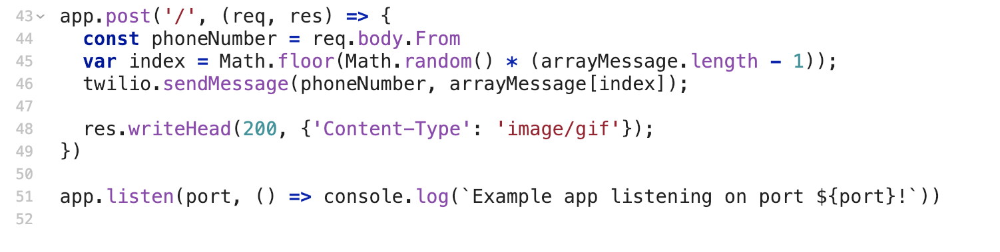 43 app.post('/', (req, res) => {
44 const phoneNumber = req.body.From
45 var index = Math.floor(Math.random() * (arrayMessage.length - 1));
46 twilio.sendMessage(phoneNumber, arrayMessage[index]);
47
48 res.writeHead(200, {'Content-Type': 'image/gif'});
49 })
50
51 app.listen(port, () => console.log(`Example app listening on port ${port}!`))
52